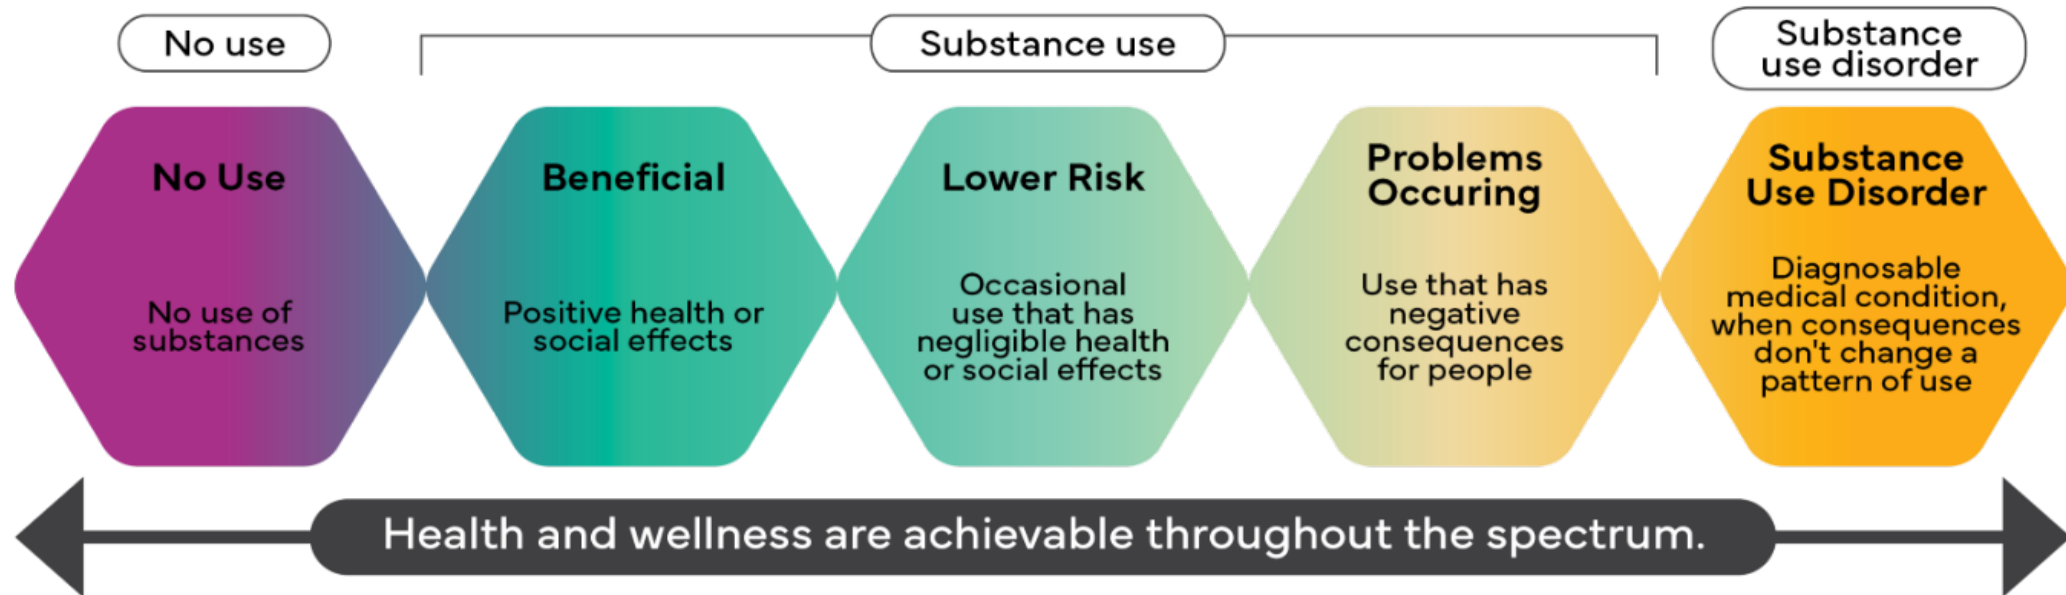 No use
Substance use
Substance
use disorder
No Use
No use of
substances
Beneficial
Positive health or
social effects
Lower Risk
Occasional
use that has
negligible health
or social effects
Problems
Occuring
Use that has
negative
consequences
for people
Substance
Use Disorder
Diagnosable
medical condition,
when consequences
don't change a
pattern of use
Health and wellness are achievable throughout the spectrum.